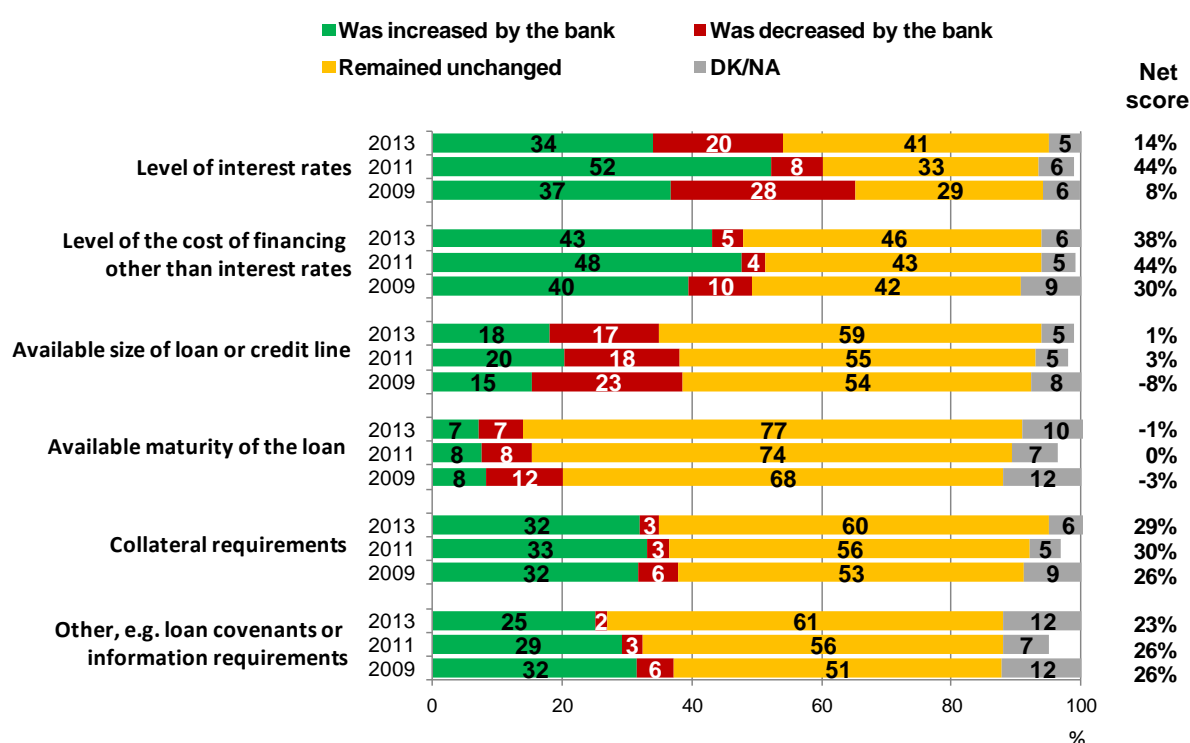 Was increased by the bank Was decreased by the bank
Remained unchanged DK/NA
Net
score
Level of interest rates
2013 34 20 41 5 14%
2011 52 8 33 6 44%
2009 37 28 29 6 8%
Level of the cost of financing
other than interest rates
2013 43 5 46 6 38%
2011 48 4 43 5 44%
2009 40 10 42 9 30%
Available size of loan or credit line
2013 18 17 59 5 1%
2011 20 18 55 5 3%
2009 15 23 54 8 -8%
Available maturity of the loan
2013 7 7 77 10 -1%
2011 8 8 74 7 0%
2009 8 12 68 12 -3%
Collateral requirements
2013 32 3 60 6 29%
2011 33 3 56 5 30%
2009 32 6 53 9 26%
Other, e.g. loan covenants or
information requirements
2013 25 2 61 12 23%
2011 29 3 56 7 26%
2009 32 6 51 12 26%
0 20 40 60 80 100
%